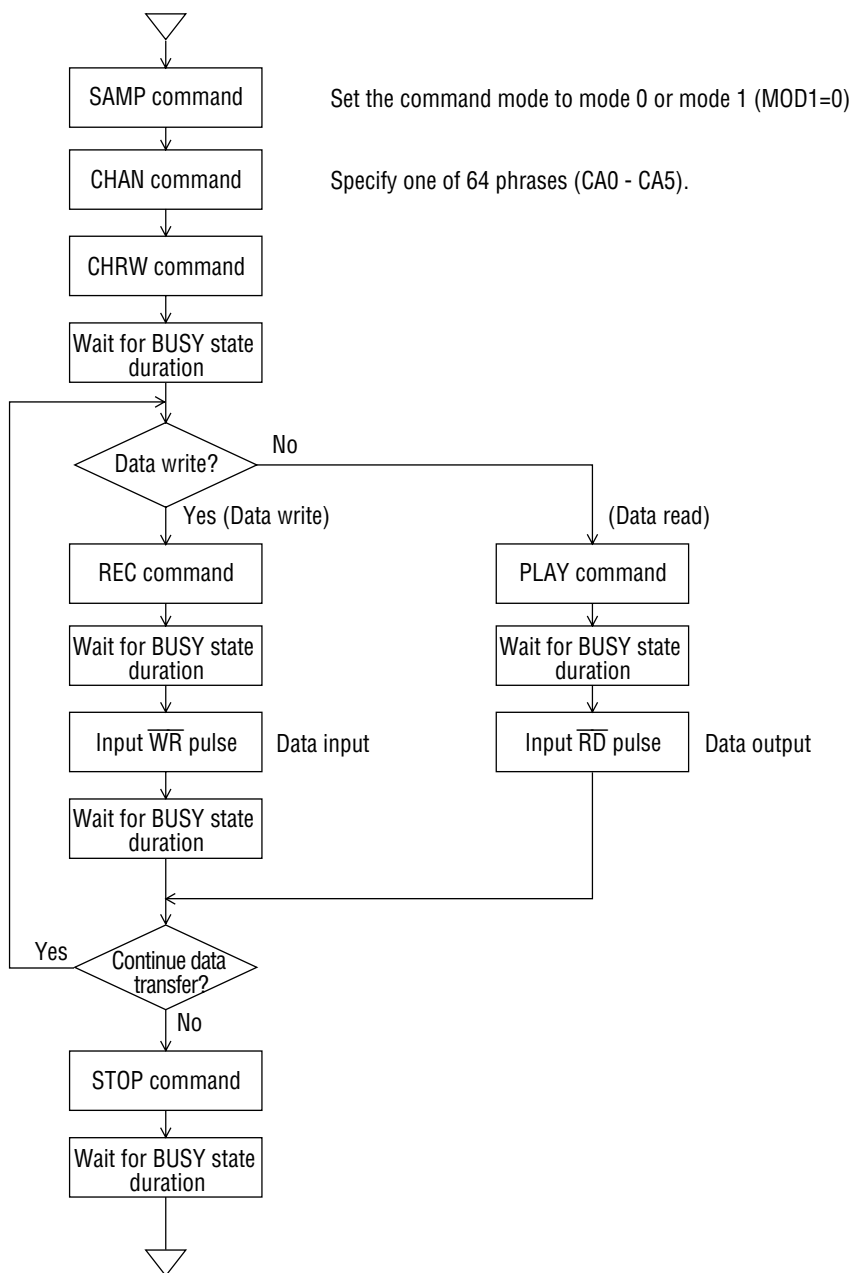 SAMP command
Set the command mode to mode 0 or mode 1 (MOD1=0)
CHAN command
Specify one of 64 phrases (CA0 - CA5).
CHRW command
Wait for BUSY state
duration
No
Data write?
Yes (Data write)
(Data read)
REC command
PLAY command
Wait for BUSY state
duration
Wait for BUSY state
duration
Input W̅R̅ pulse
Data input
Input R̅D̅ pulse
Data output
Wait for BUSY state
duration
Yes
Continue data
transfer?
No
STOP command
Wait for BUSY state
duration